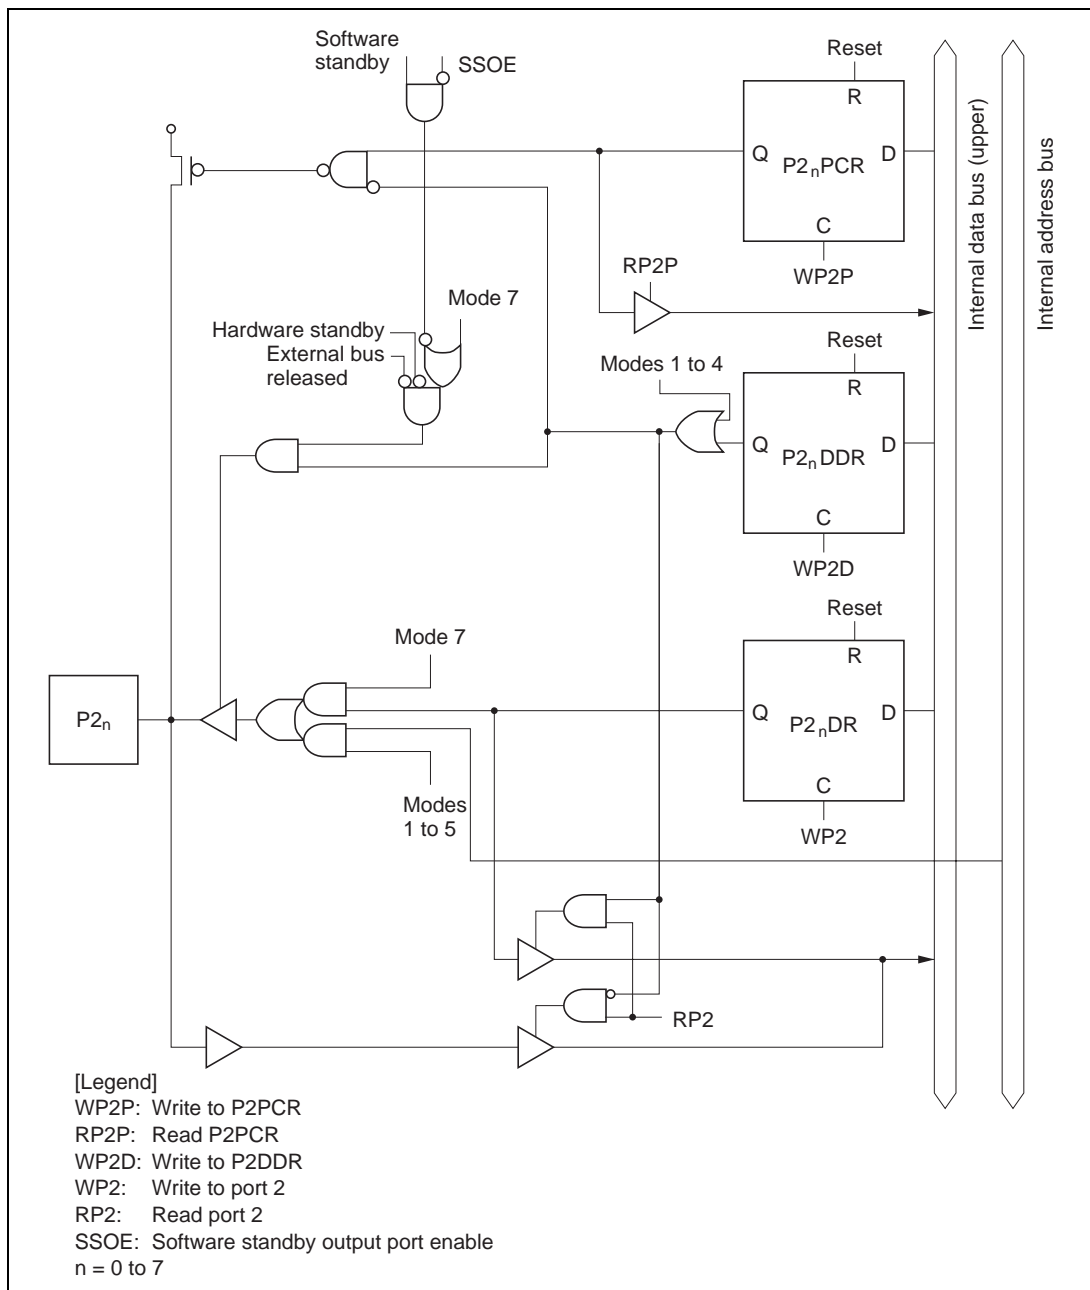 Software
standby
SSOE
Reset
R
Q
P2nPCR
D
C
WP2P
RP2P
Mode 7
Hardware standby
External bus
released
Modes 1 to 4
Reset
R
Q
P2nDDR
D
C
WP2D
Internal data bus (upper)
Internal address bus
Mode 7
Reset
R
P2n
Q
P2nDR
D
C
WP2
Modes
1 to 5
RP2
[Legend]
WP2P: Write to P2PCR
RP2P: Read P2PCR
WP2D: Write to P2DDR
WP2: Write to port 2
RP2: Read port 2
SSOE: Software standby output port enable
n = 0 to 7